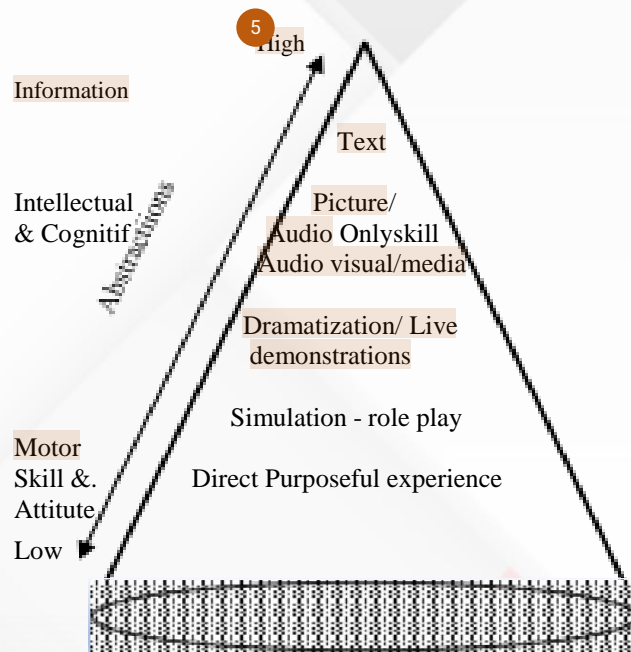 5
High
Information
Text
Intellectual
& Cognitif
Abstractions
Picture/
Audio Onlyskill
Audio visual/media
Dramatization/ Live
demonstrations
Simulation - role play
Motor
Skill &.
Attitute
Direct Purposeful experience
Low